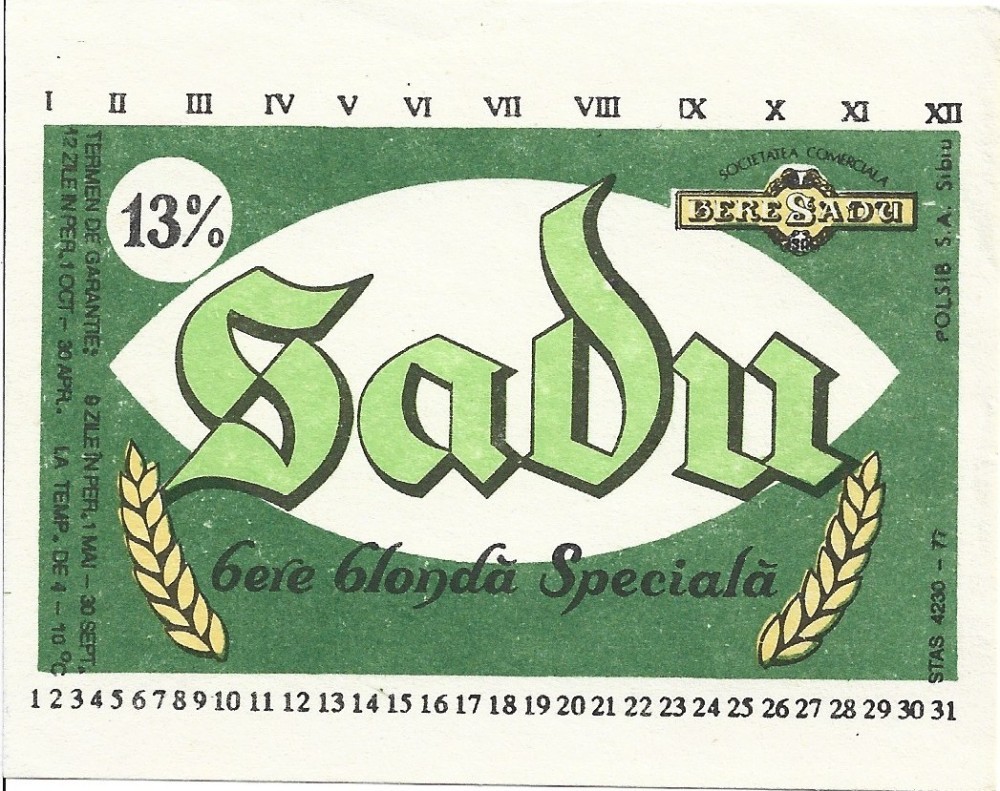 I II III IV V VI VII VIII IX X XI XII
TERMEN DE GARANTIE: 9 ZILE ÎN PER. 1 MAI - 30 SEPT.
12 ZILE IN PER. 1 OCT - 30 APR. LA TEMP. DE 4 - 10 °C
13%
SOCIETATEA COMERCIALA
BERE SADU
Sadu
bere blondă Specială
POLSIB S.A. Sibiu
STAS 4230 - 77
1 2 3 4 5 6 7 8 9 10 11 12 13 14 15 16 17 18 19 20 21 22 23 24 25 26 27 28 29 30 31